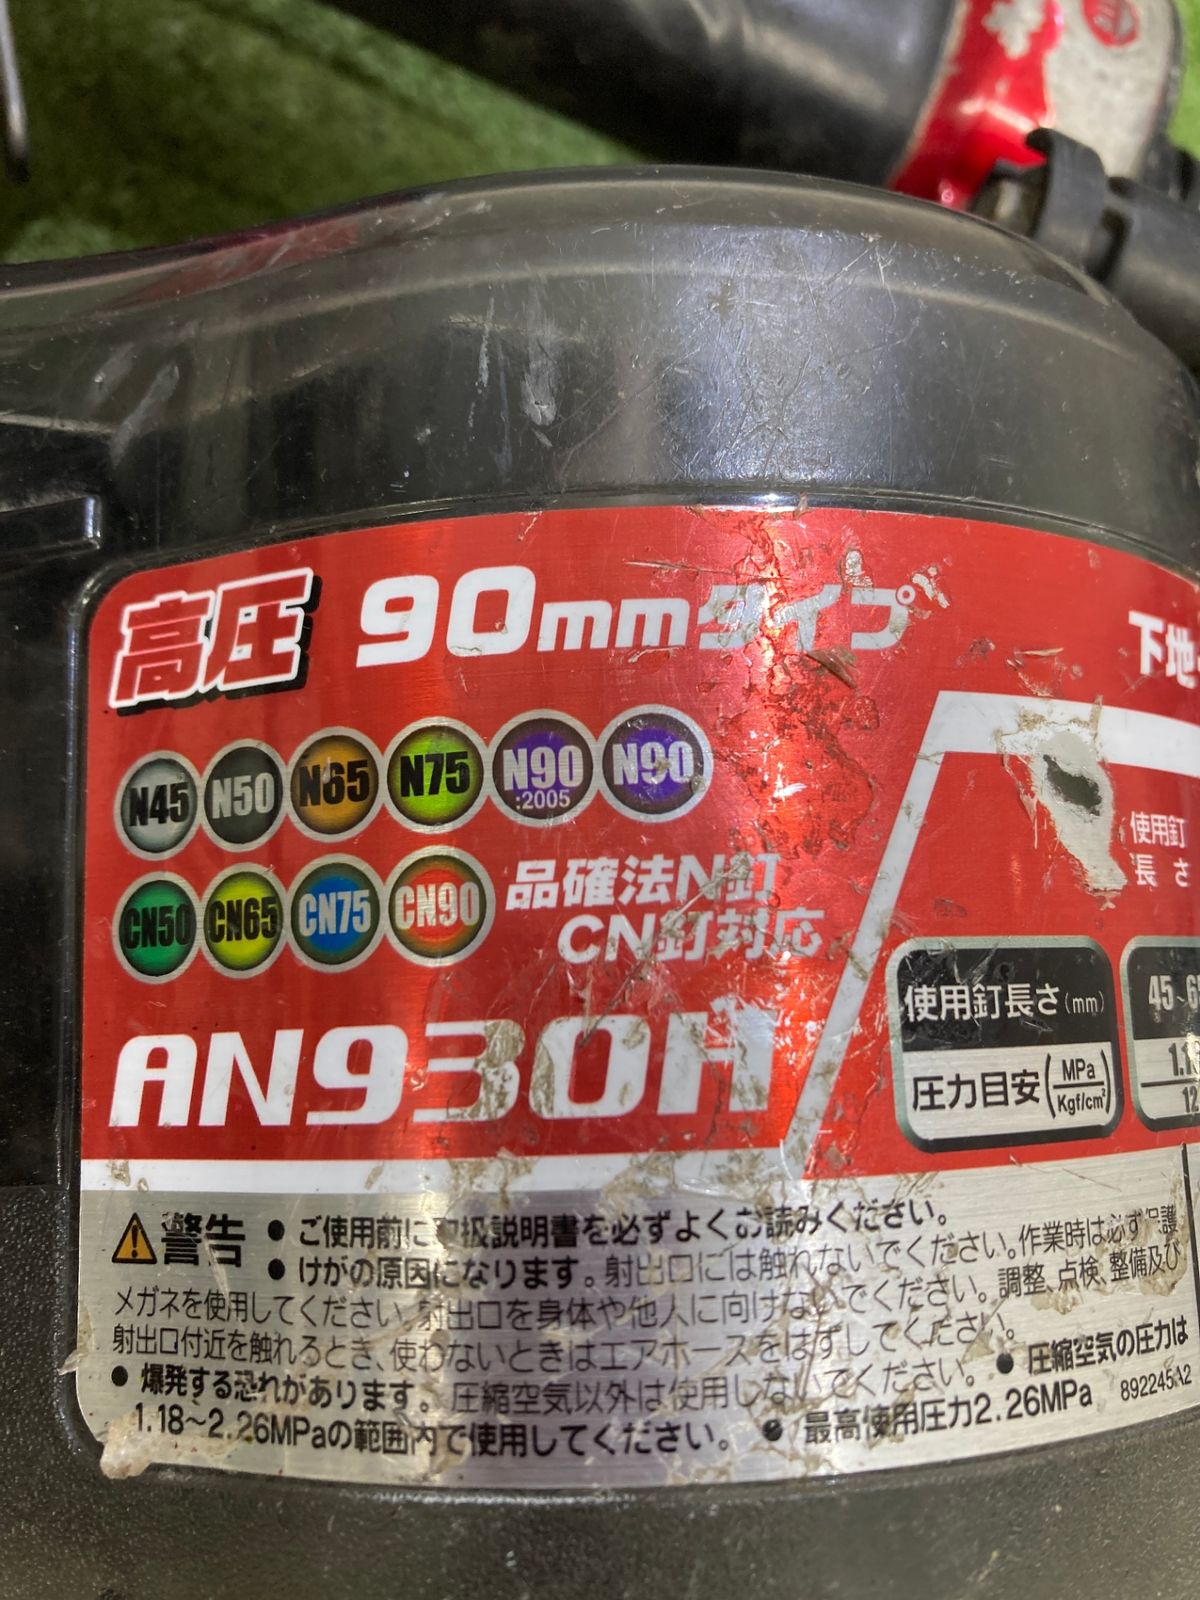 高圧 90mmタイプ
下地
N45 N50 N65 N75 N90:2005 N90
CN50 CN65 CN75 CN90
品確法N釘
CN釘対応
使用釘
長さ
AN930H
使用釘長さ(mm)
圧力目安(MPa/Kgf/cm²)
⚠警告 ●ご使用前に取扱説明書を必ずよくお読みください。
●けがの原因になります。射出口には触れないでください。作業時は必ず保護
メガネを使用してください。射出口を身体や他人に向けないでください。調整、点検、整備及び
射出口付近を触れるとき、使わないときはエアホースをはずしてください。
●爆発する恐れがあります。圧縮空気以外は使用しないでください。●圧縮空気の圧力は
1.18〜2.26MPaの範囲内で使用してください。●最高使用圧力2.26MPa
892245A2